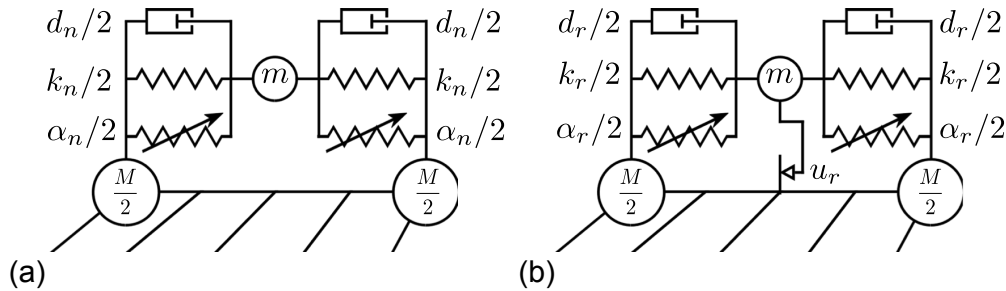 d_n/2 d_n/2 d_r/2 d_r/2
k_n/2 m k_n/2 k_r/2 m k_r/2
α_n/2 α_n/2 α_r/2 α_r/2
M/2 M/2 M/2 u_r M/2
(a) (b)